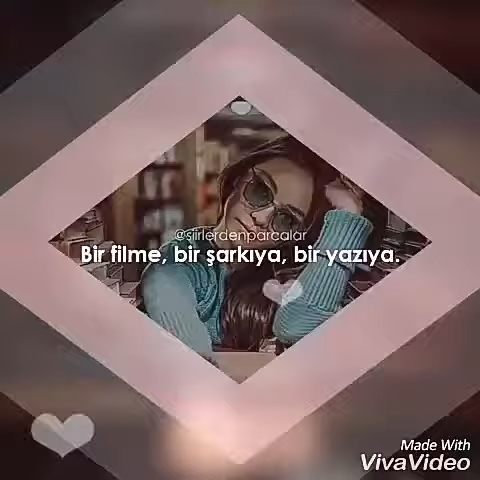 @siirlerdenparcalar
Bir filme, bir şarkıya, bir yazıya.
Made With
VivaVideo